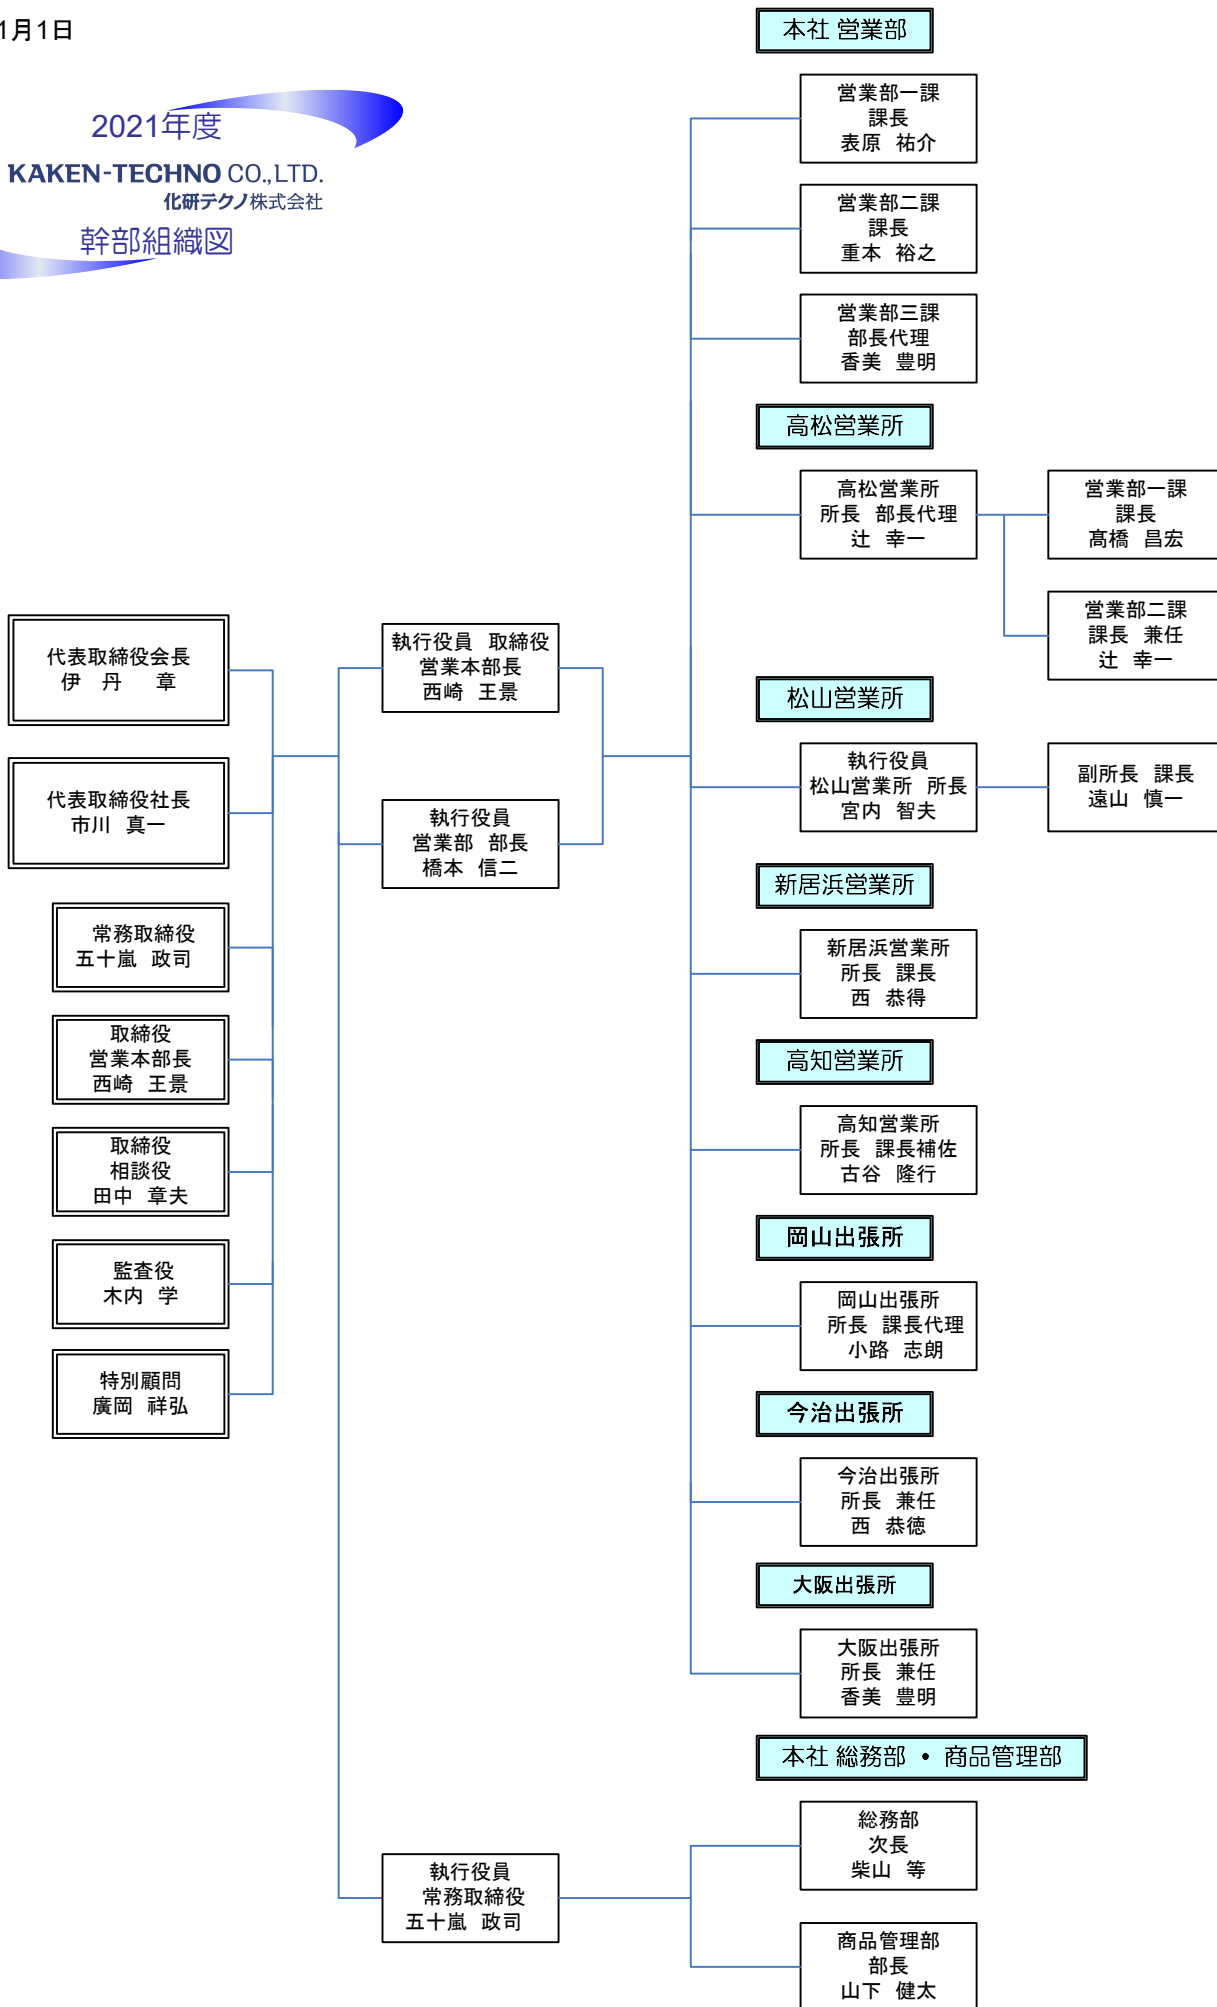 1月1日
2021年度
KAKEN-TECHNO CO.,LTD.
化研テクノ株式会社
幹部組織図
代表取締役会長
伊 丹 章
代表取締役社長
市川 真一
常務取締役
五十嵐 政司
取締役
営業本部長
西崎 王景
取締役
相談役
田中 章夫
監査役
木内 学
特別顧問
廣岡 祥弘
執行役員 取締役
営業本部長
西崎 王景
執行役員
営業部 部長
橋本 信二
執行役員
常務取締役
五十嵐 政司
本社 営業部
営業部一課
課長
表原 祐介
営業部二課
課長
重本 裕之
営業部三課
部長代理
香美 豊明
高松営業所
高松営業所
所長 部長代理
辻 幸一
営業部一課
課長
髙橋 昌宏
営業部二課
課長 兼任
辻 幸一
松山営業所
執行役員
松山営業所 所長
宮内 智夫
副所長 課長
遠山 慎一
新居浜営業所
新居浜営業所
所長 課長
西 恭得
高知営業所
高知営業所
所長 課長補佐
古谷 隆行
岡山出張所
岡山出張所
所長 課長代理
小路 志朗
今治出張所
今治出張所
所長 兼任
西 恭徳
大阪出張所
大阪出張所
所長 兼任
香美 豊明
本社 総務部 ・ 商品管理部
総務部
次長
柴山 等
商品管理部
部長
山下 健太